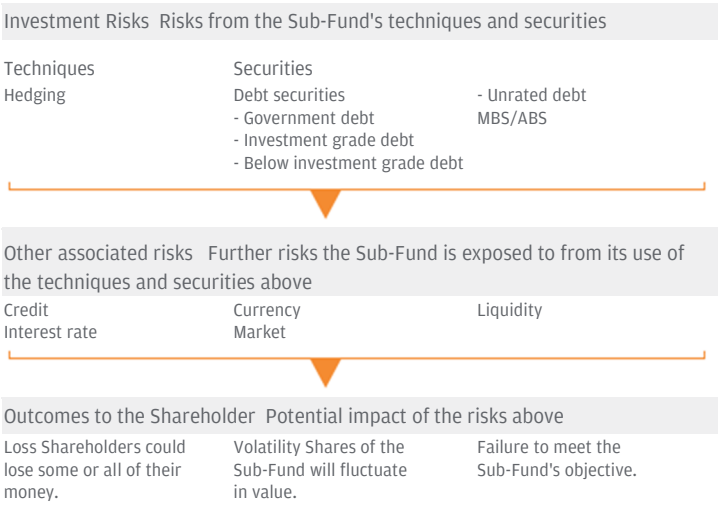 Investment Risks Risks from the Sub-Fund's techniques and securities
Techniques
Hedging
Securities
Debt securities
- Government debt
- Investment grade debt
- Below investment grade debt
- Unrated debt
MBS/ABS
Other associated risks Further risks the Sub-Fund is exposed to from its use of
the techniques and securities above
Credit
Interest rate
Currency
Market
Liquidity
Outcomes to the Shareholder Potential impact of the risks above
Loss Shareholders could
lose some or all of their
money.
Volatility Shares of the
Sub-Fund will fluctuate
in value.
Failure to meet the
Sub-Fund's objective.